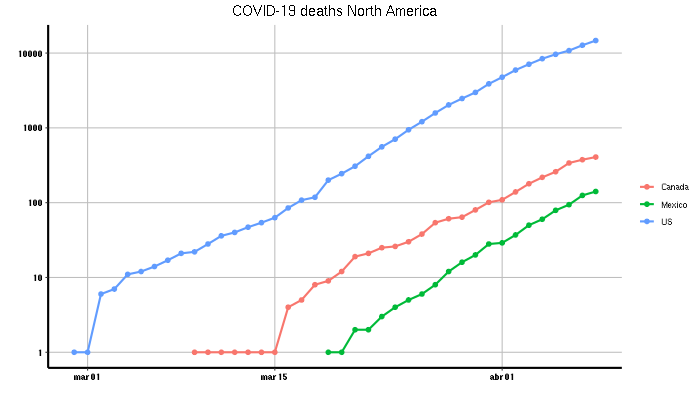 COVID-19 deaths North America
10000
1000
100
10
1
mar 01
mar 15
abr 01
Canada
Mexico
US